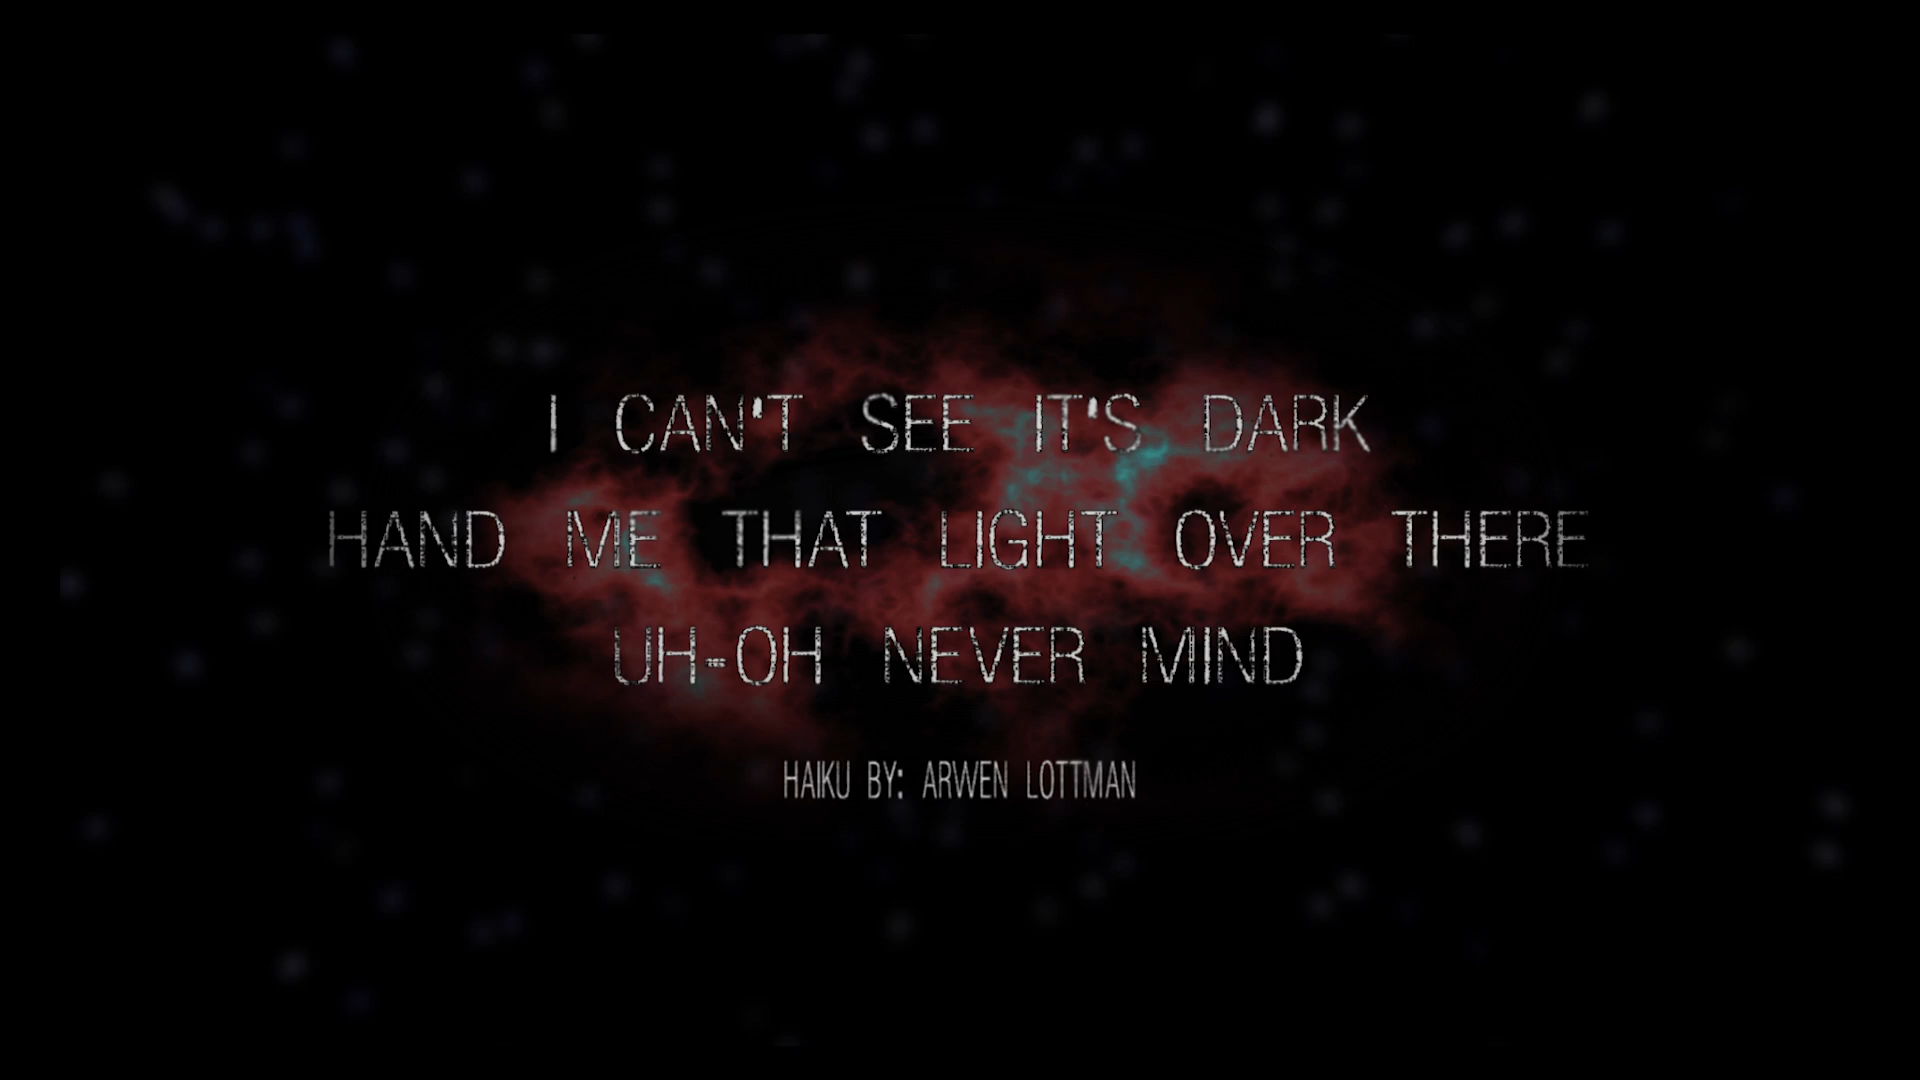 I CAN'T SEE IT'S DARK
HAND ME THAT LIGHT OVER THERE
UH-OH NEVER MIND
HAIKU BY: ARWEN LOTTMAN